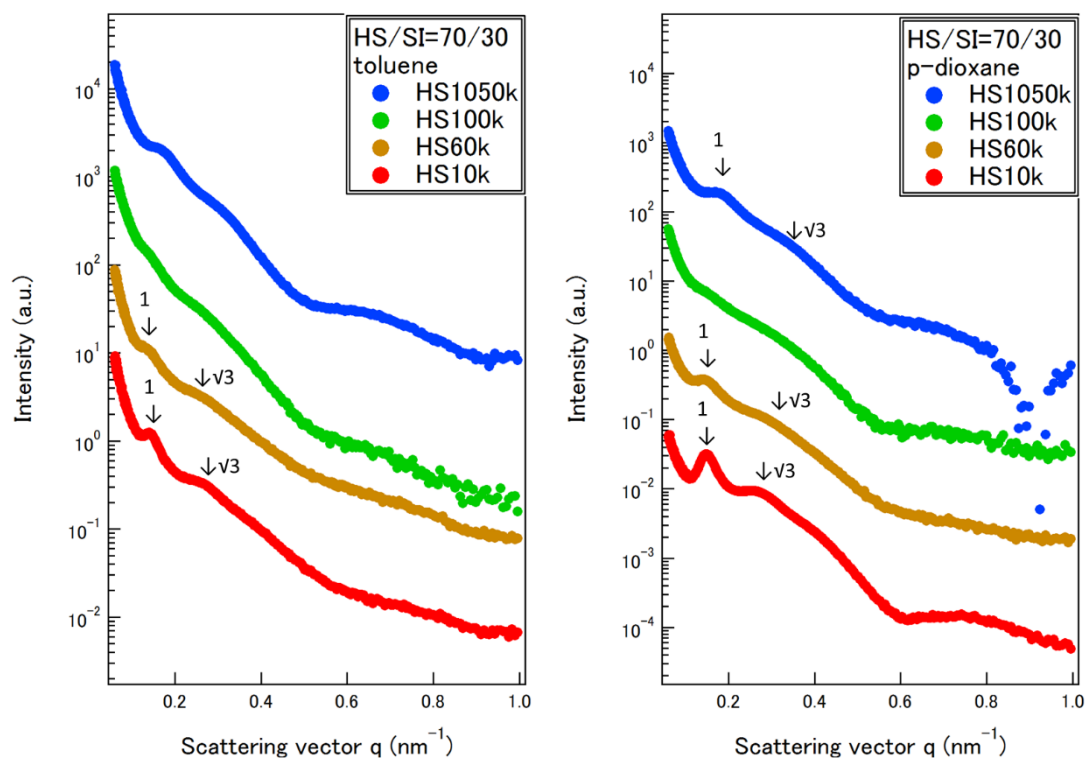 HS/SI=70/30
toluene
HS1050k
HS100k
HS60k
HS10k
10^4
10^3
10^2
10^1
10^0
10^-1
10^-2
1
√3
1
√3
Intensity (a.u.)
0.2 0.4 0.6 0.8 1.0
Scattering vector q (nm^-1)
HS/SI=70/30
p-dioxane
HS1050k
HS100k
HS60k
HS10k
10^4
10^3
10^2
10^1
10^0
10^-1
10^-2
10^-3
10^-4
1
√3
1
√3
1
√3
Intensity (a.u.)
0.2 0.4 0.6 0.8 1.0
Scattering vector q (nm^-1)